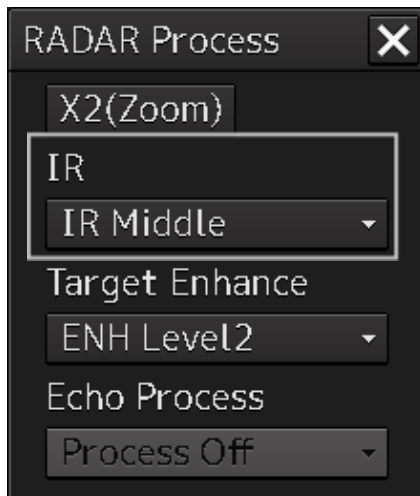 RADAR Process
X2(Zoom)
IR
IR Middle
Target Enhance
ENH Level2
Echo Process
Process Off